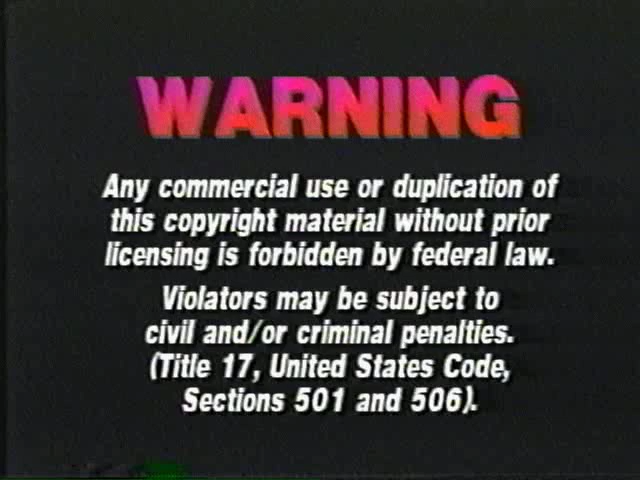 WARNING
Any commercial use or duplication of
this copyright material without prior
licensing is forbidden by federal law.
Violators may be subject to
civil and/or criminal penalties.
(Title 17, United States Code,
Sections 501 and 506).